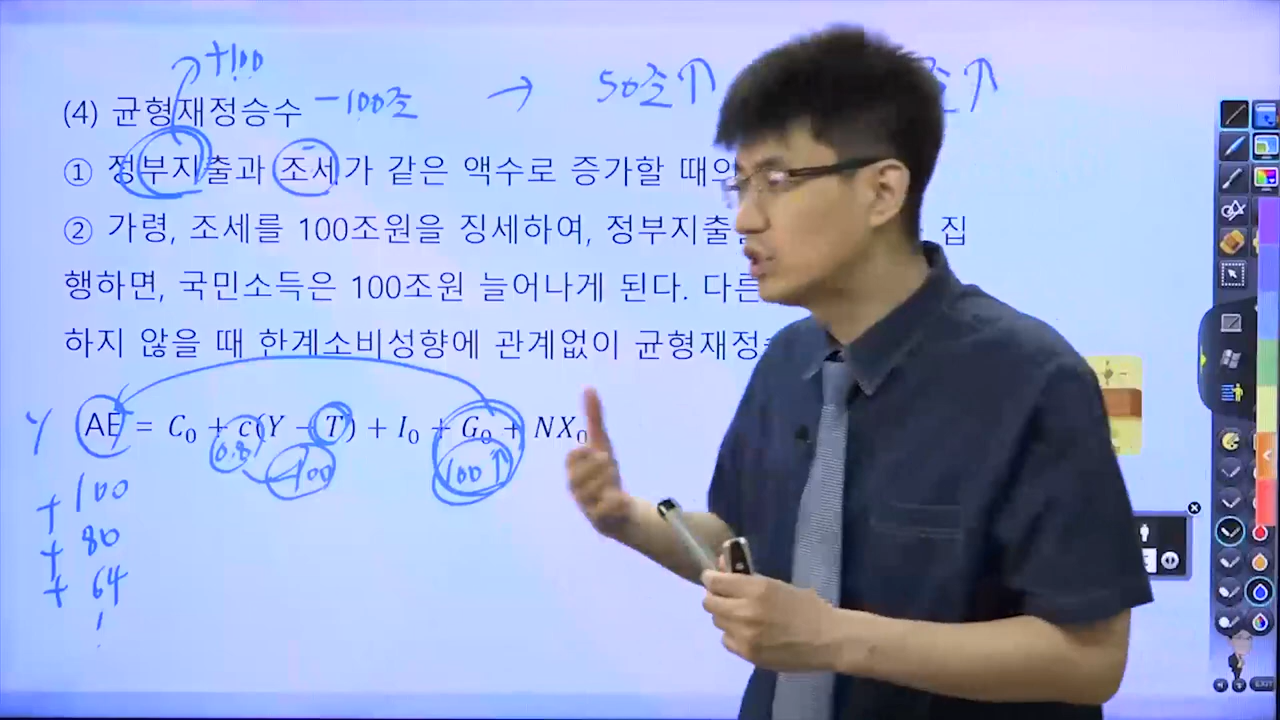 +100
(4) 균형재정승수 -100조 → 50조↑ 조↑
① 정부지출과 조세가 같은 액수로 증가할 때의
② 가령, 조세를 100조원을 징세하여, 정부지출 집
행하면, 국민소득은 100조원 늘어나게 된다. 다른
하지 않을 때 한계소비성향에 관계없이 균형재정
Y AE = C₀ + c(Y − T) + I₀ + G₀ + NX₀
0.8 -100 100↑
+ 100
+ 80
+ 64
EXIT